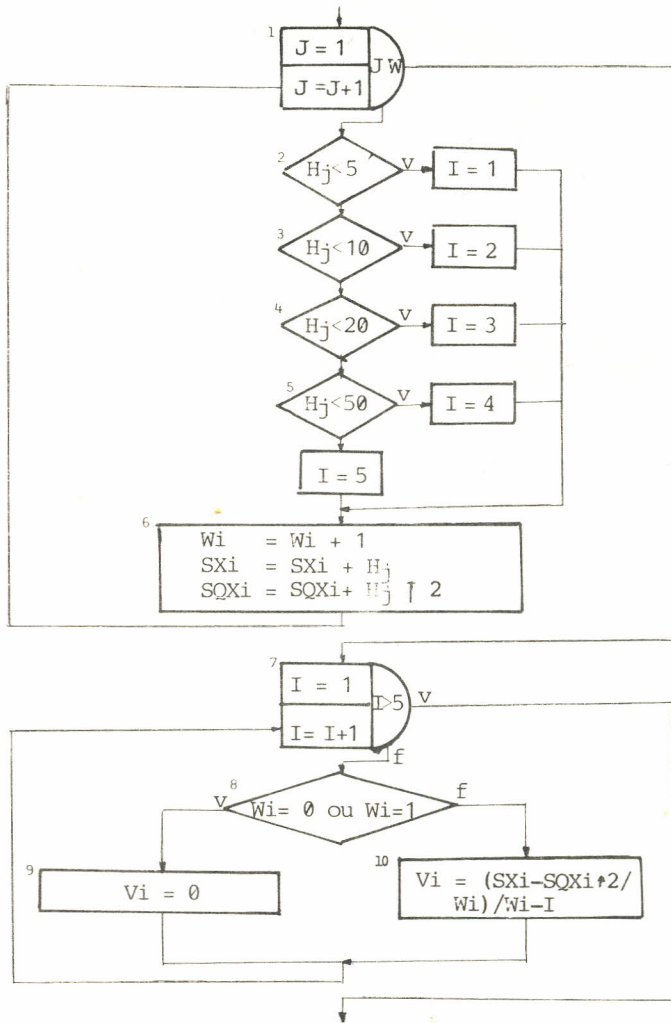 1
J = 1
J W
J =J+1
2
Hj<5
V
I = 1
3
Hj<10
V
I = 2
4
Hj<20
V
I = 3
5
Hj<50
V
I = 4
I = 5
6
Wi = Wi + 1
SXi = SXi + Hj
SQXi = SQXi+ Hj ↑ 2
7
I = 1
I>5
V
I= I+1
f
8
V
Wi= 0 ou Wi=1
f
9
Vi = 0
10
Vi = (SXi-SQXi↑2/
Wi)/Wi-I